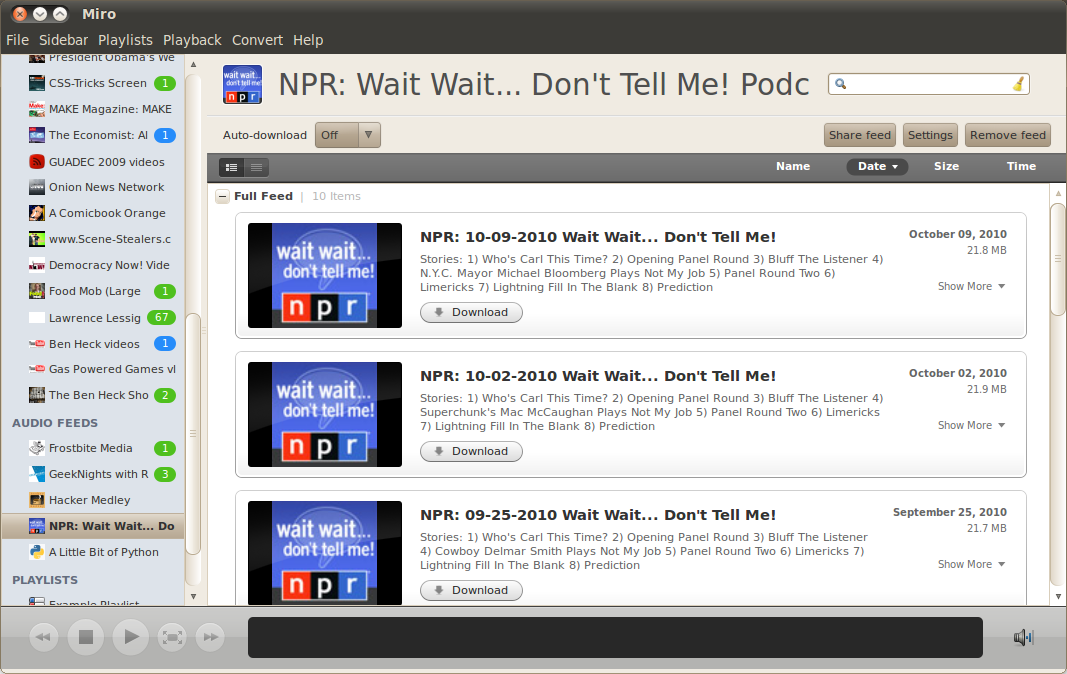 Miro
File Sidebar Playlists Playback Convert Help
President Obama's We
CSS-Tricks Screen 1
MAKE Magazine: MAKE
The Economist: Al 1
GUADEC 2009 videos
Onion News Network
A Comicbook Orange
www.Scene-Stealers.c
Democracy Now! Vide
Food Mob (Large 1
Lawrence Lessig 67
Ben Heck videos 1
Gas Powered Games vl
The Ben Heck Sho 2
AUDIO FEEDS
Frostbite Media 1
GeekNights with R 3
Hacker Medley
NPR: Wait Wait... Do
A Little Bit of Python
PLAYLISTS
Example Playlist
wait wait...
don't tell me!
n p r
NPR: Wait Wait... Don't Tell Me! Podc
Auto-download Off
Share feed Settings Remove feed
Name Date Size Time
Full Feed | 10 Items
wait wait...
don't tell me!
n p r
NPR: 10-09-2010 Wait Wait... Don't Tell Me!
October 09, 2010
21.8 MB
Stories: 1) Who's Carl This Time? 2) Opening Panel Round 3) Bluff The Listener 4)
N.Y.C. Mayor Michael Bloomberg Plays Not My Job 5) Panel Round Two 6)
Limericks 7) Lightning Fill In The Blank 8) Prediction
Show More
Download
wait wait...
don't tell me!
n p r
NPR: 10-02-2010 Wait Wait... Don't Tell Me!
October 02, 2010
21.9 MB
Stories: 1) Who's Carl This Time? 2) Opening Panel Round 3) Bluff The Listener 4)
Superchunk's Mac McCaughan Plays Not My Job 5) Panel Round Two 6) Limericks
7) Lightning Fill In The Blank 8) Prediction
Show More
Download
wait wait...
don't tell me!
n p r
NPR: 09-25-2010 Wait Wait... Don't Tell Me!
September 25, 2010
21.7 MB
Stories: 1) Who's Carl This Time? 2) Opening Panel Round 3) Bluff The Listener
4) Cowboy Delmar Smith Plays Not My Job 5) Panel Round Two 6) Limericks 7)
Lightning Fill In The Blank 8) Prediction
Show More
Download